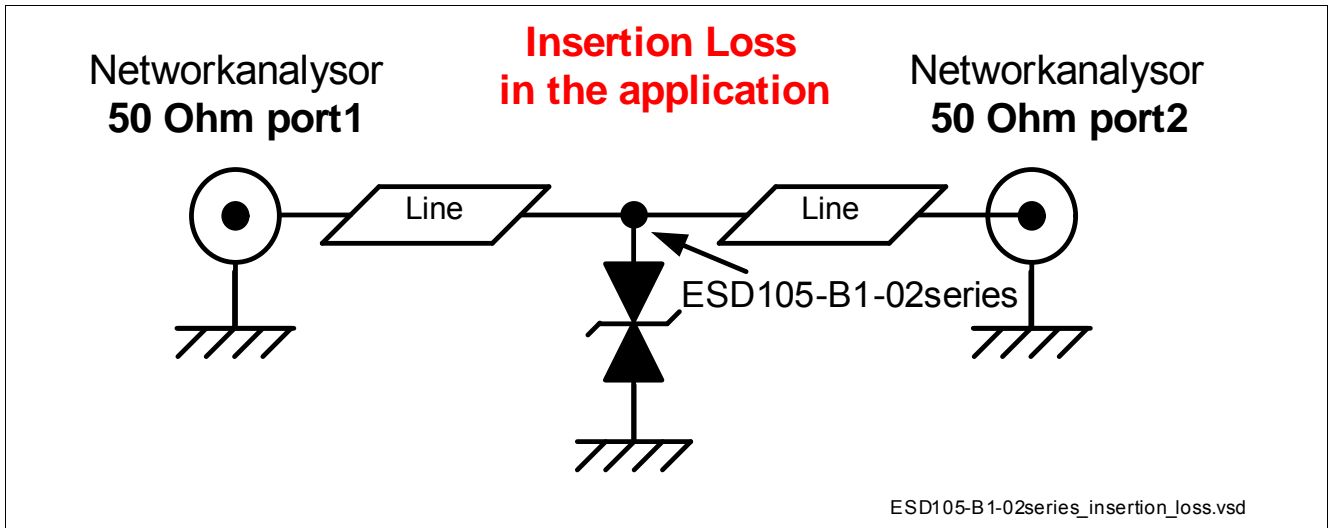 Insertion Loss
in the application
Networkanalysor
50 Ohm port1
Networkanalysor
50 Ohm port2
Line
Line
ESD105-B1-02series
ESD105-B1-02series_insertion_loss.vsd